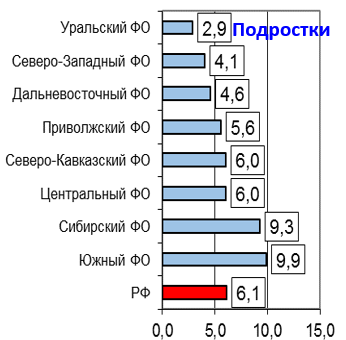 Уральский ФО 2,9 Подростки
Северо-Западный ФО 4,1
Дальневосточный ФО 4,6
Приволжский ФО 5,6
Северо-Кавказский ФО 6,0
Центральный ФО 6,0
Сибирский ФО 9,3
Южный ФО 9,9
РФ 6,1
0,0 5,0 10,0 15,0